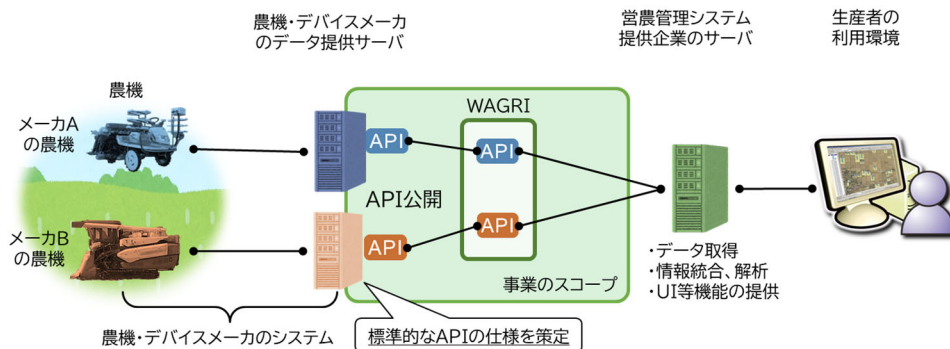 農機・デバイスメーカ
のデータ提供サーバ
営農管理システム
提供企業のサーバ
生産者の
利用環境
農機
メーカA
の農機
メーカB
の農機
WAGRI
API
API
API公開
API
API
事業のスコープ
・データ取得
・情報統合、解析
・UI等機能の提供
農機・デバイスメーカのシステム
標準的なAPIの仕様を策定